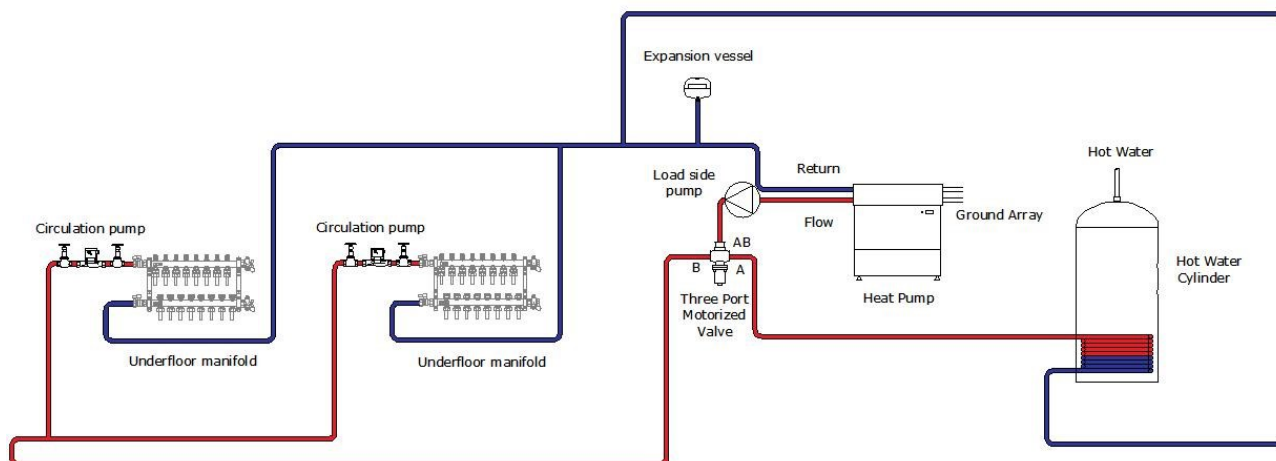 Expansion vessel
Hot Water
Load side
pump
Return
Flow
Ground Array
Circulation pump
Circulation pump
AB
B
A
Hot Water
Cylinder
Three Port
Motorized
Valve
Heat Pump
Underfloor manifold
Underfloor manifold